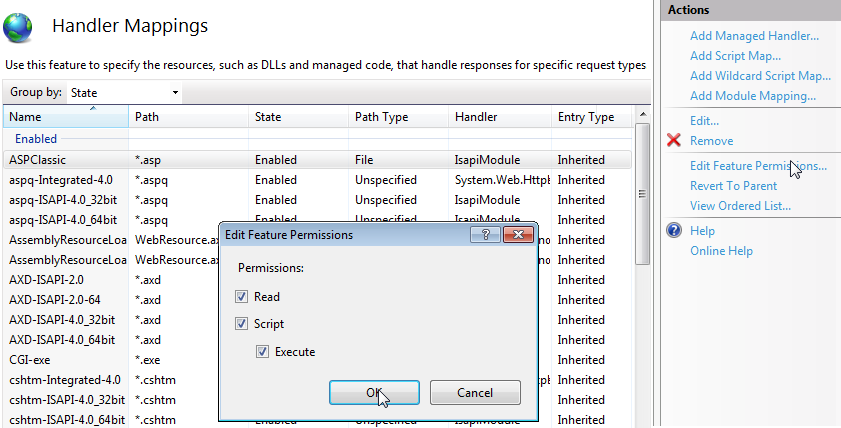 Handler Mappings
Use this feature to specify the resources, such as DLLs and managed code, that handle responses for specific request types
Group by: State
Name Path State Path Type Handler Entry Type
Enabled
ASPClassic *.asp Enabled File IsapiModule Inherited
aspq-Integrated-4.0 *.aspq Enabled Unspecified System.Web.Httpl Inherited
aspq-ISAPI-4.0_32bit *.aspq Enabled Unspecified IsapiModule Inherited
aspq-ISAPI-4.0_64bit *.aspq Enabled Unspecified IsapiModule Inherited
AssemblyResourceLoa WebResource.ax Inherited
AssemblyResourceLoa WebResource.ax Inherited
AXD-ISAPI-2.0 *.axd Inherited
AXD-ISAPI-2.0-64 *.axd Inherited
AXD-ISAPI-4.0_32bit *.axd Inherited
AXD-ISAPI-4.0_64bit *.axd Inherited
CGI-exe *.exe Inherited
cshtm-Integrated-4.0 *.cshtm Inherited
cshtm-ISAPI-4.0_32bit *.cshtm Inherited
cshtm-ISAPI-4.0_64bit *.cshtm Enabled Unspecified IsapiModule Inherited
Edit Feature Permissions
Permissions:
Read
Script
Execute
OK Cancel
Actions
Add Managed Handler...
Add Script Map...
Add Wildcard Script Map...
Add Module Mapping...
Edit...
Remove
Edit Feature Permissions...
Revert To Parent
View Ordered List...
Help
Online Help